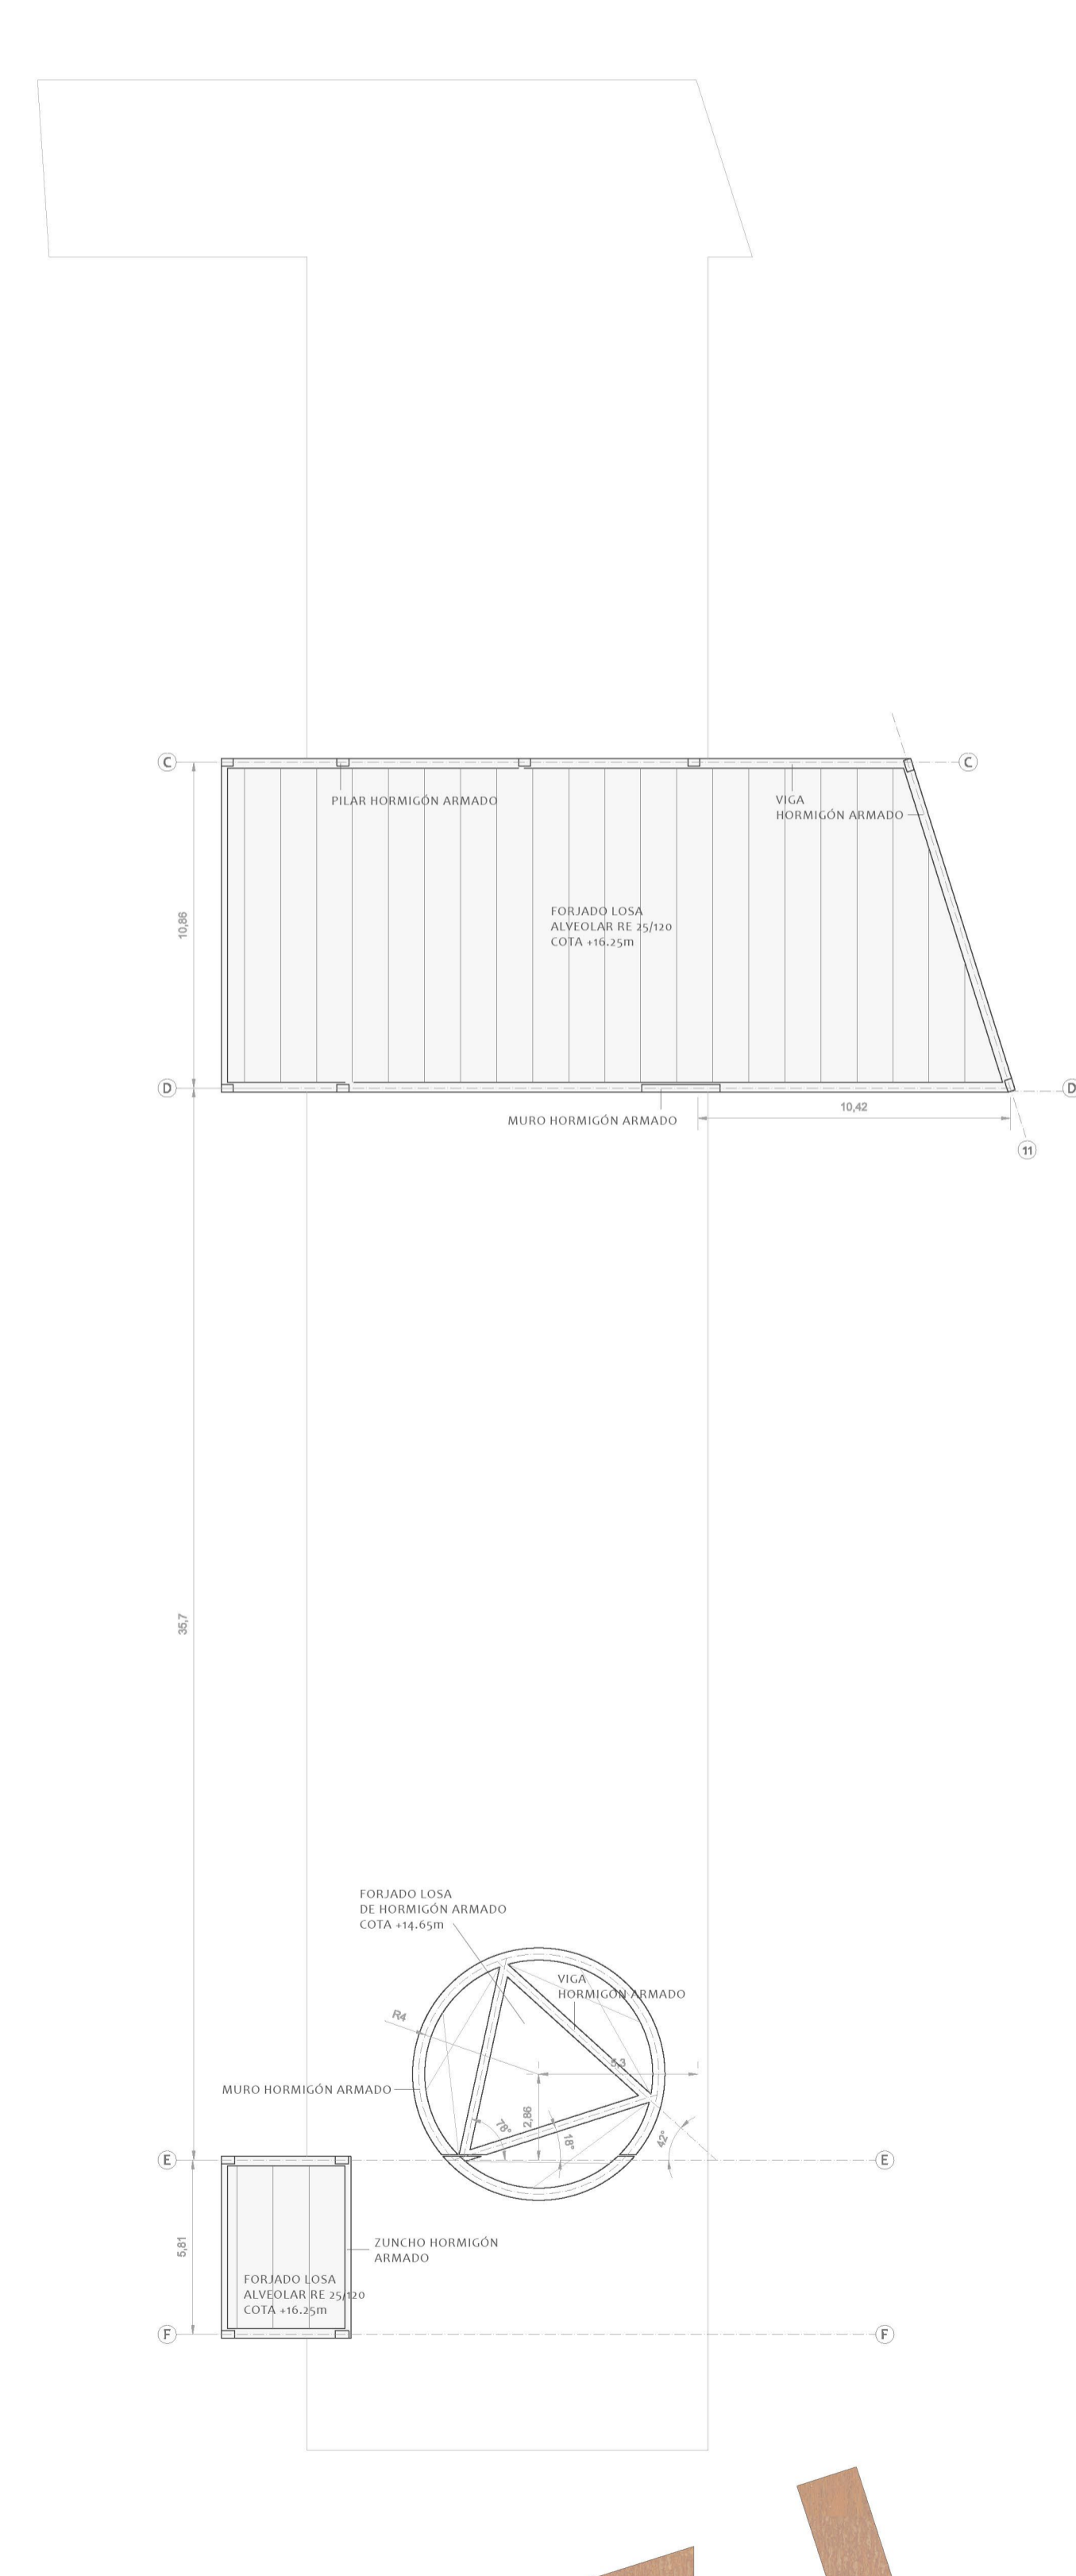 C
C
PILAR HORMIGÓN ARMADO
VIGA
HORMIGÓN ARMADO
10,86
FORJADO LOSA
ALVEOLAR RE 25/120
COTA +16.25m
D
D
10,42
MURO HORMIGÓN ARMADO
11
35,7
FORJADO LOSA
DE HORMIGÓN ARMADO
COTA +14.65m
VIGA
HORMIGÓN ARMADO
R4
5,3
MURO HORMIGÓN ARMADO
2,86
78°
18°
42°
E
E
5,81
ZUNCHO HORMIGÓN
ARMADO
FORJADO LOSA
ALVEOLAR RE 25/120
COTA +16.25m
F
F